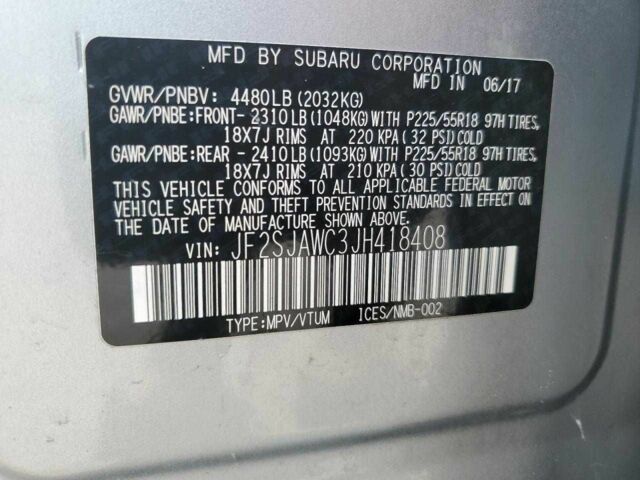 MFD BY SUBARU CORPORATION
MFD IN 06/17
GVWR/PNBV: 4480LB (2032KG)
GAWR/PNBE:FRONT- 2310LB (1048KG) WITH P225/55R18 97H TIRES,
18X7J RIMS AT 220 KPA (32 PSI) COLD
GAWR/PNBE:REAR - 2410LB (1093KG) WITH P225/55R18 97H TIRES,
18X7J RIMS AT 210 KPA (30 PSI) COLD
THIS VEHICLE CONFORMS TO ALL APPLICABLE FEDERAL MOTOR
VEHICLE SAFETY AND THEFT PREVENTION STANDARDS IN EFFECT ON
THE DATE OF MANUFACTURE SHOWN ABOVE.
VIN: JF2SJAWC3JH418408
TYPE:MPV/VTUM ICES/NMB-002